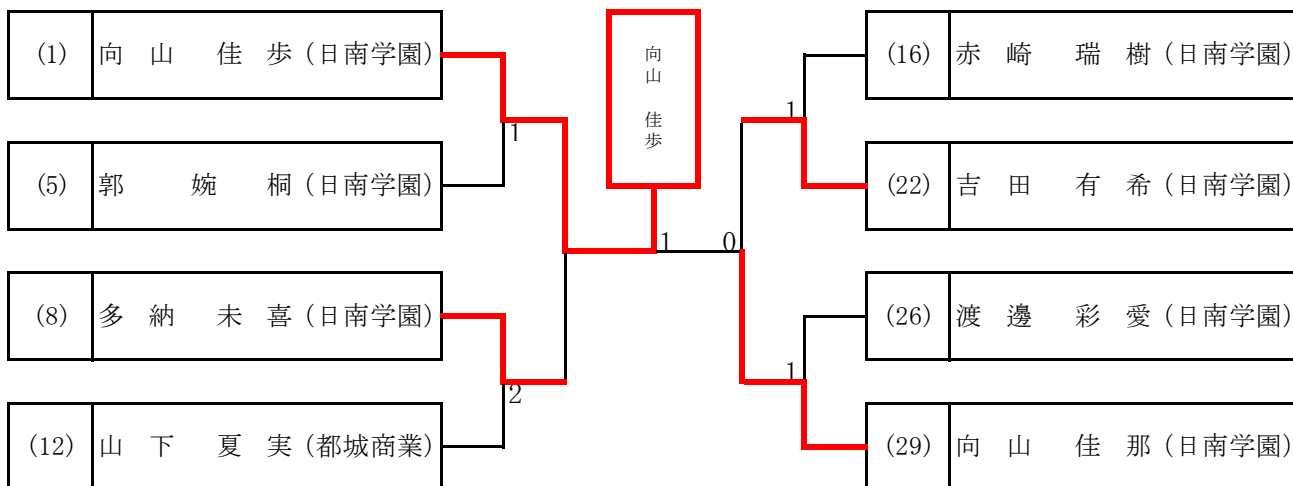 (1) 向山 佳歩 (日南学園)
(5) 郭 婉桐 (日南学園)
(8) 多納 未喜 (日南学園)
(12) 山下 夏実 (都城商業)
1
2
向山 佳歩
1 0
1
1
(16) 赤崎 瑞樹 (日南学園)
(22) 吉田 有希 (日南学園)
(26) 渡邊 彩愛 (日南学園)
(29) 向山 佳那 (日南学園)